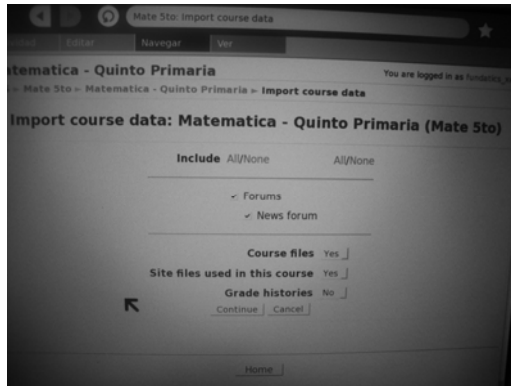 Mate 5to: Import course data
Editar Navegar Ver
atematica - Quinto Primaria
You are logged in as
Mate 5to ► Matematica - Quinto Primaria ► Import course data
Import course data: Matematica - Quinto Primaria (Mate 5to)
Include All/None All/None
Forums
News forum
Course files Yes
Site files used in this course Yes
Grade histories No
Continue Cancel
Home